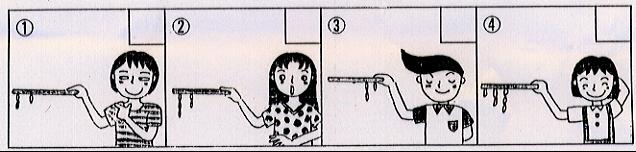 ① ② ③ ④